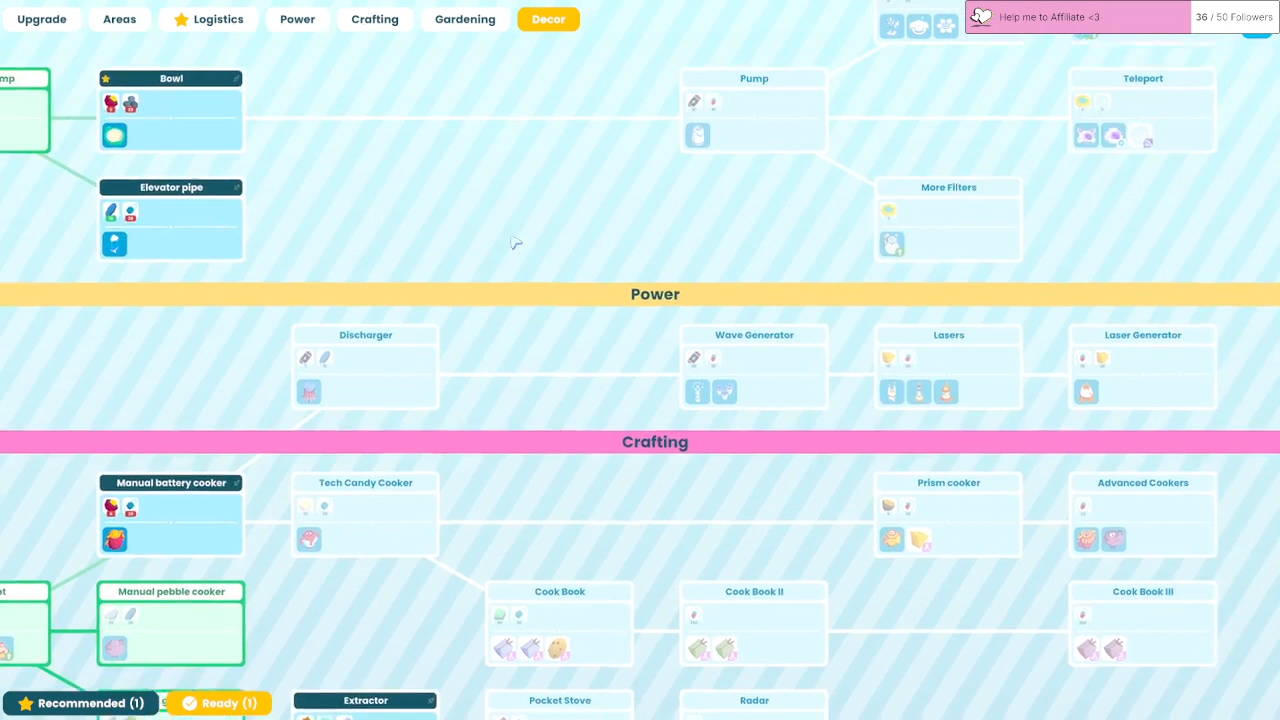 Upgrade Areas Logistics Power Crafting Gardening Decor
Help me to Affiliate <3 36 / 50 Followers
Bowl Pump Teleport
Elevator pipe More Filters
Power
Discharger Wave Generator Lasers Laser Generator
Crafting
Manual battery cooker Tech Candy Cooker Prism cooker Advanced Cookers
Manual pebble cooker Cook Book Cook Book II Cook Book III
Recommended (1) Ready (1) Extractor Pocket Stove Radar